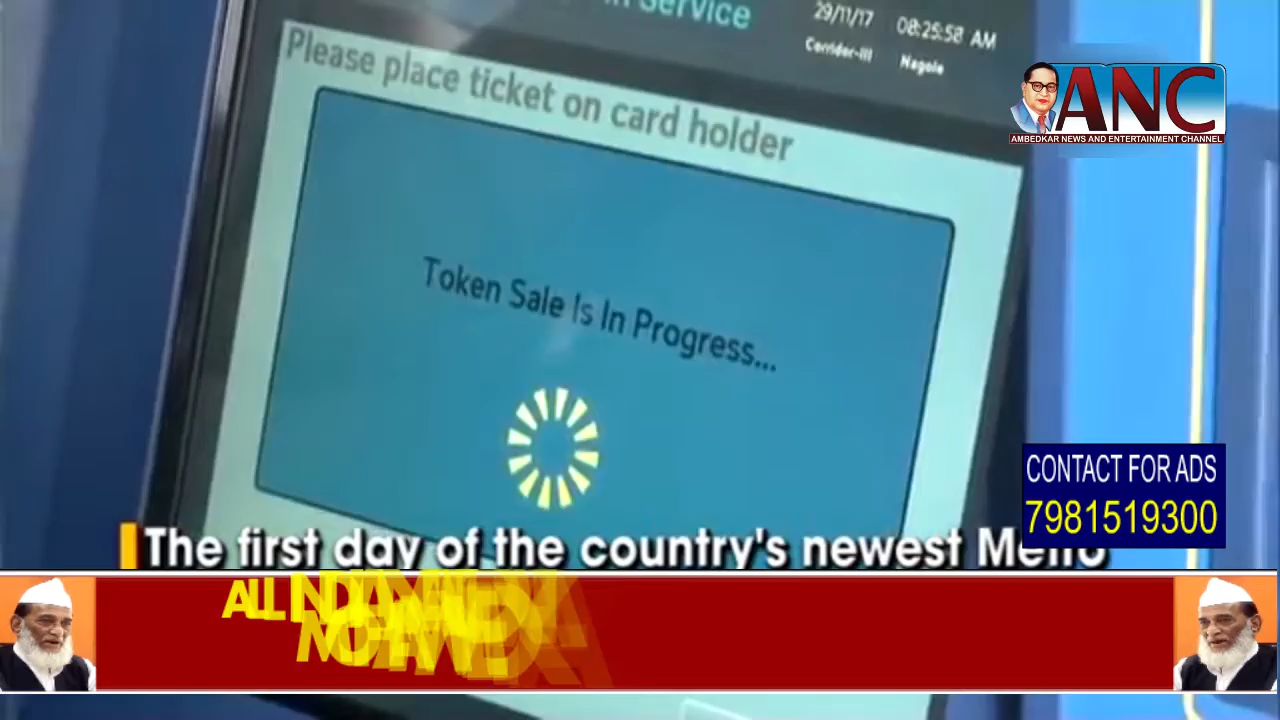 In Service
29/11/17 08:25:58 AM
Corridor-III Nagole
Please place ticket on card holder
ANC
AMBEDKAR NEWS AND ENTERTAINMENT CHANNEL
Token Sale Is In Progress...
CONTACT FOR ADS
7981519300
The first day of the country's newest Metro
ALL